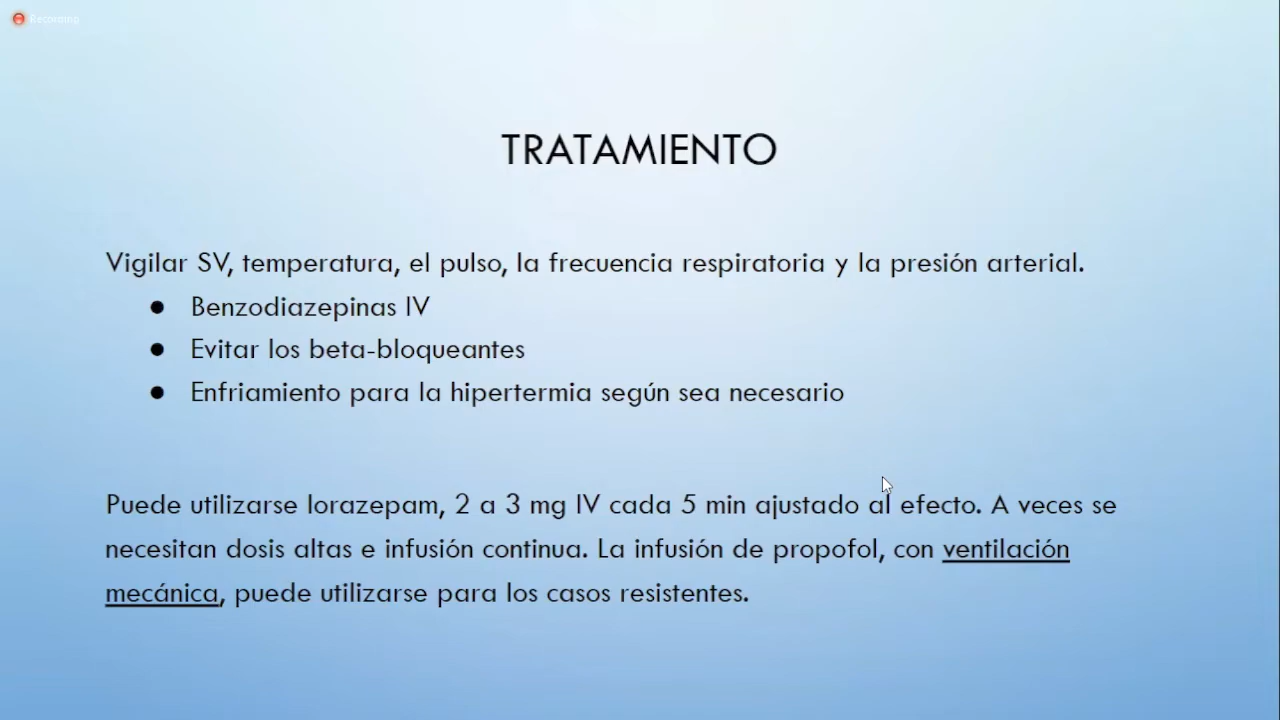 Recording
TRATAMIENTO
Vigilar SV, temperatura, el pulso, la frecuencia respiratoria y la presión arterial.
● Benzodiazepinas IV
● Evitar los beta-bloqueantes
● Enfriamiento para la hipertermia según sea necesario
Puede utilizarse lorazepam, 2 a 3 mg IV cada 5 min ajustado al efecto. A veces se
necesitan dosis altas e infusión continua. La infusión de propofol, con ventilación
mecánica, puede utilizarse para los casos resistentes.